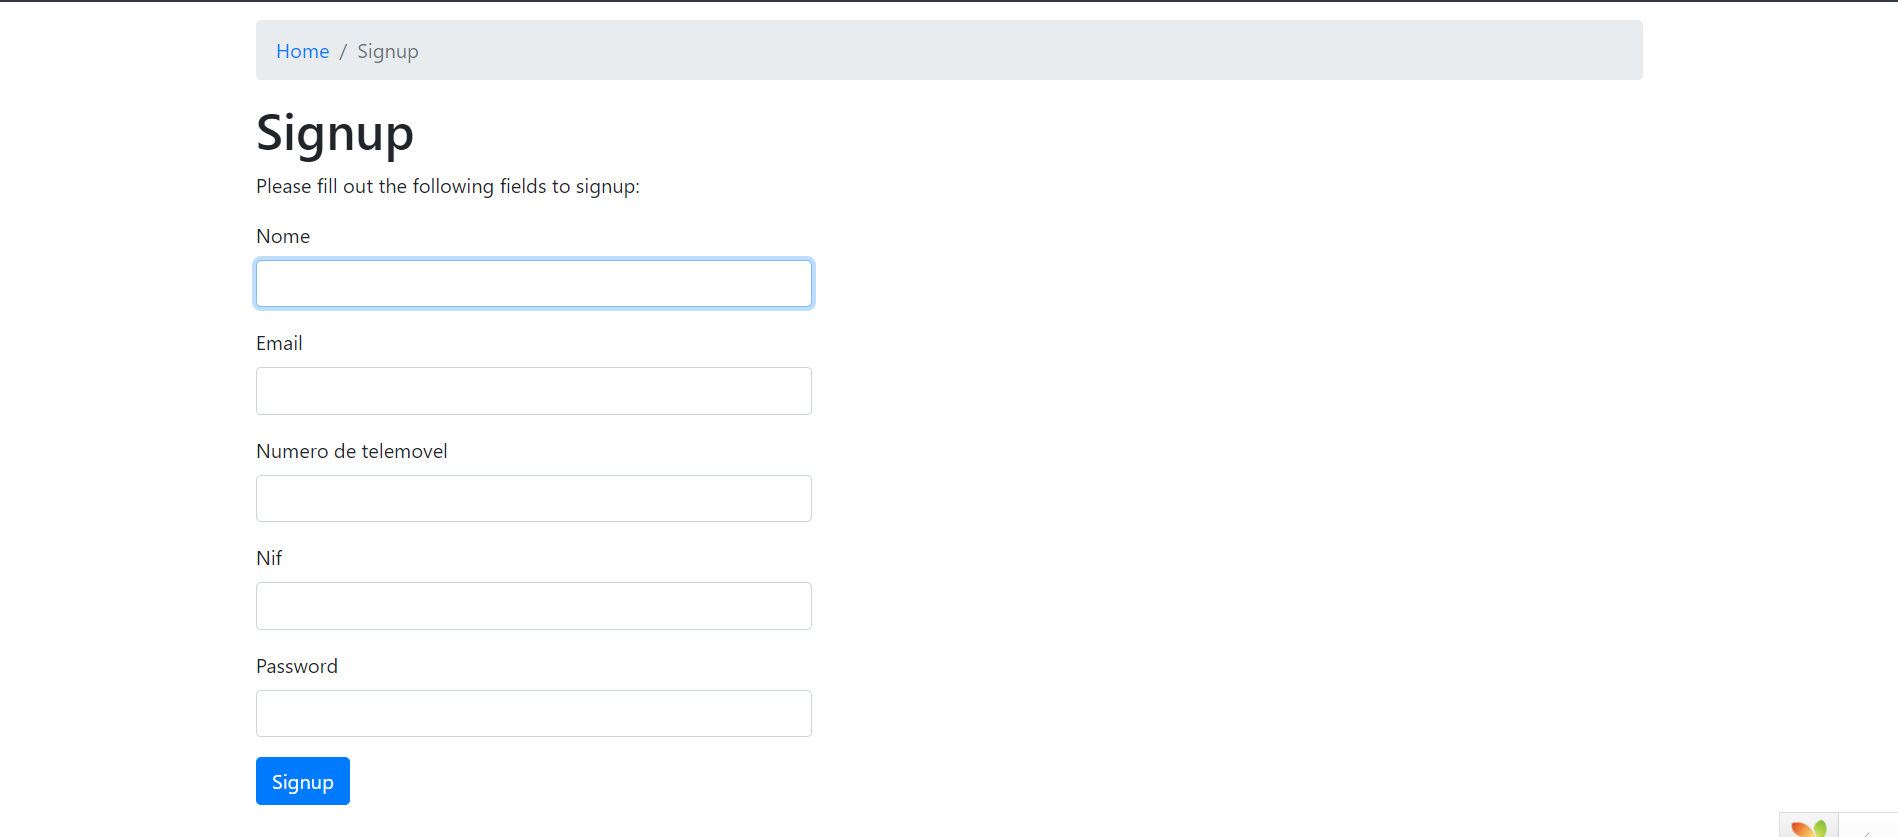 Home / Signup
Signup
Please fill out the following fields to signup:
Nome
Email
Numero de telemovel
Nif
Password
Signup